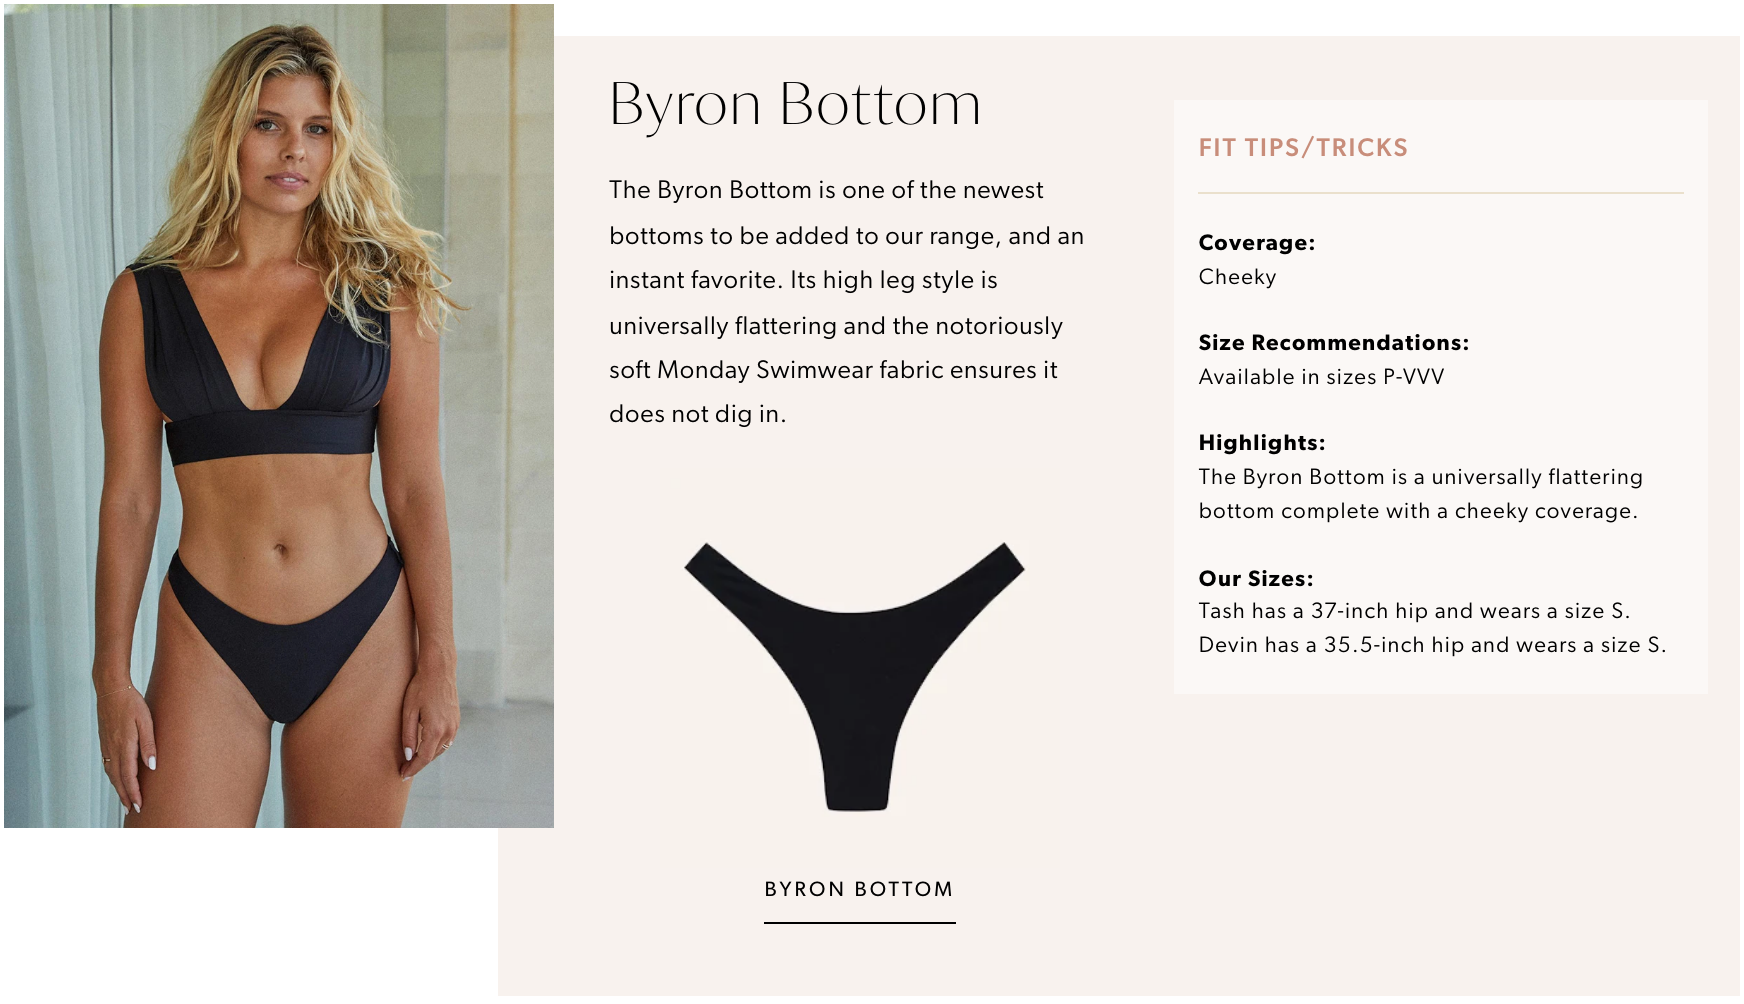 Byron Bottom
The Byron Bottom is one of the newest
bottoms to be added to our range, and an
instant favorite. Its high leg style is
universally flattering and the notoriously
soft Monday Swimwear fabric ensures it
does not dig in.
BYRON BOTTOM
FIT TIPS/TRICKS
Coverage:
Cheeky
Size Recommendations:
Available in sizes P-VVV
Highlights:
The Byron Bottom is a universally flattering
bottom complete with a cheeky coverage.
Our Sizes:
Tash has a 37-inch hip and wears a size S.
Devin has a 35.5-inch hip and wears a size S.